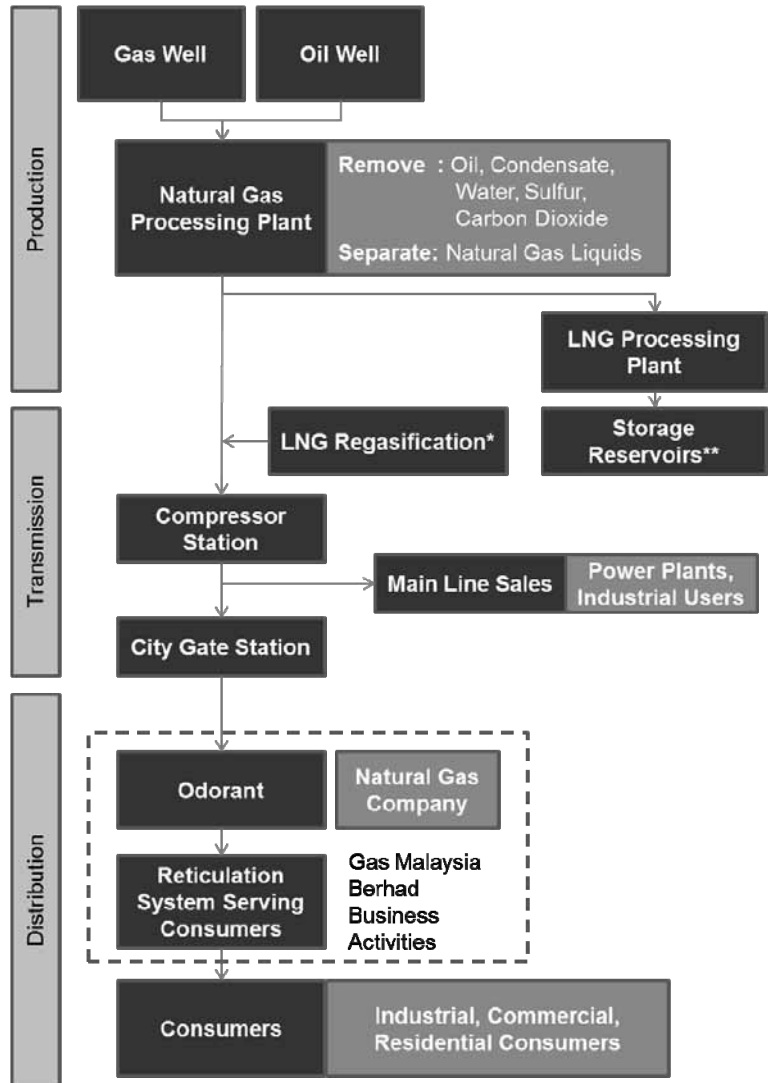 Production
Gas Well
Oil Well
Natural Gas
Processing Plant
Remove : Oil, Condensate,
Water, Sulfur,
Carbon Dioxide
Separate: Natural Gas Liquids
LNG Processing
Plant
Transmission
LNG Regasification*
Storage
Reservoirs**
Compressor
Station
Main Line Sales
Power Plants,
Industrial Users
City Gate Station
Distribution
Odorant
Natural Gas
Company
Reticulation
System Serving
Consumers
Gas Malaysia
Berhad
Business
Activities
Consumers
Industrial, Commercial,
Residential Consumers